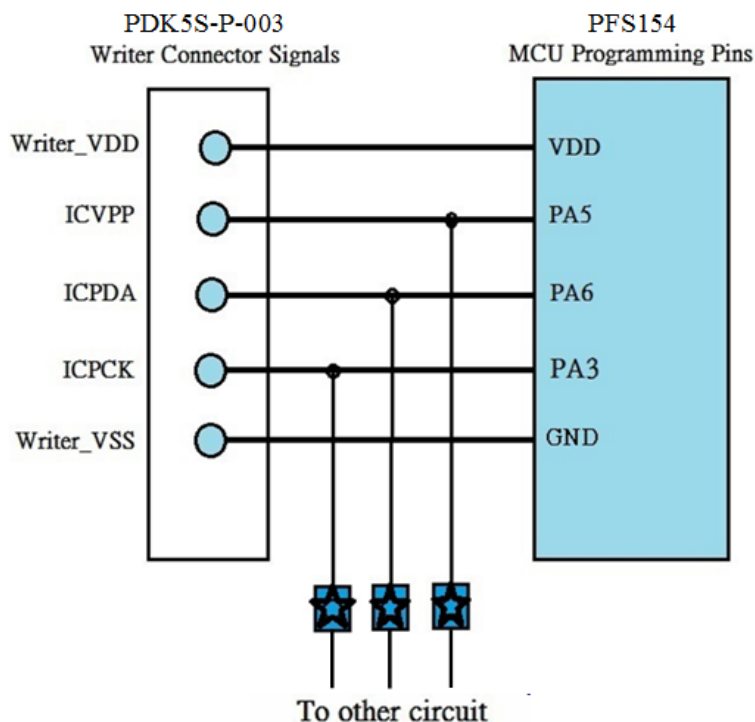 PDK5S-P-003
Writer Connector Signals
PFS154
MCU Programming Pins
Writer_VDD
VDD
ICVPP
PA5
ICPDA
PA6
ICPCK
PA3
Writer_VSS
GND
To other circuit